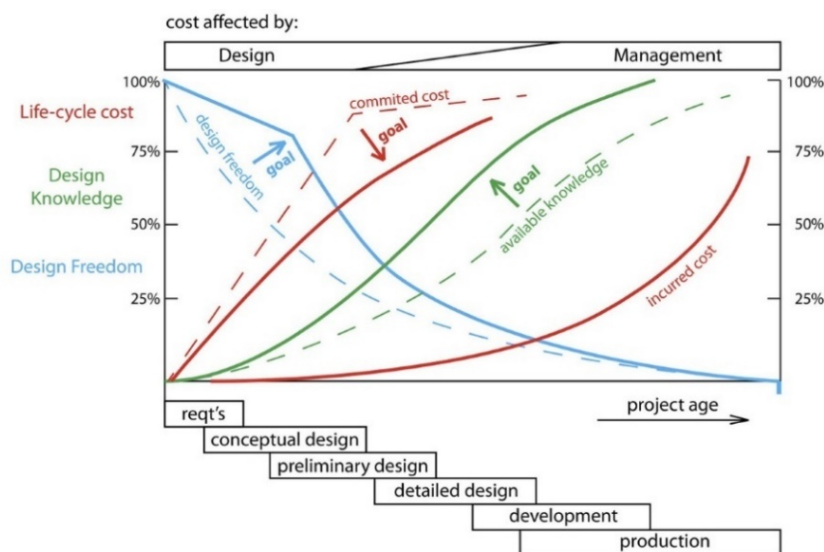 cost affected by:
Design
Management
100%
100%
Life-cycle cost
commited cost
goal
design freedom
goal
75%
75%
Design
Knowledge
goal
available knowledge
50%
50%
Design Freedom
incurred cost
25%
25%
reqt's
project age
conceptual design
preliminary design
detailed design
development
production